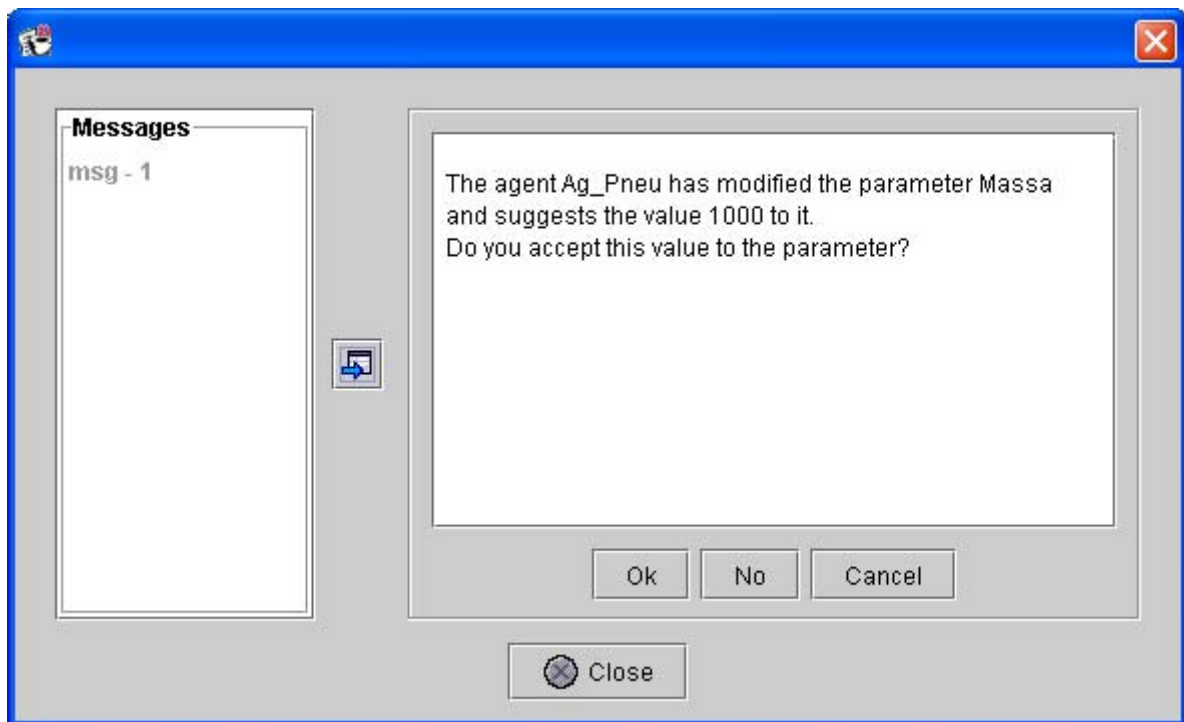 Messages
msg - 1
The agent Ag_Pneu has modified the parameter Massa
and suggests the value 1000 to it.
Do you accept this value to the parameter?
Ok
No
Cancel
Close